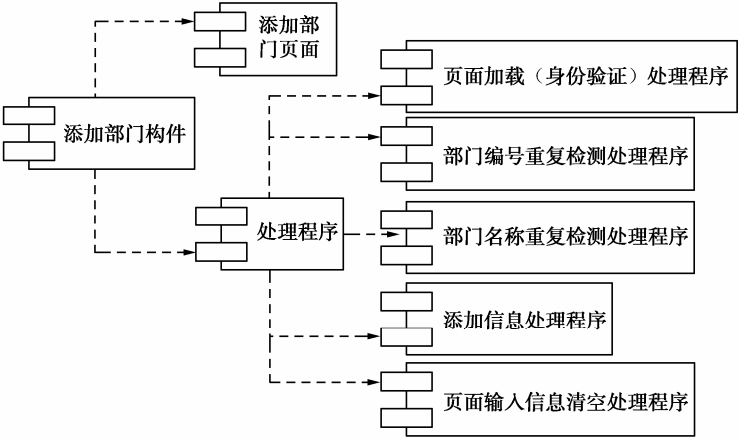 添加部
门页面
页面加载（身份验证）处理程序
添加部门构件
部门编号重复检测处理程序
处理程序
部门名称重复检测处理程序
添加信息处理程序
页面输入信息清空处理程序